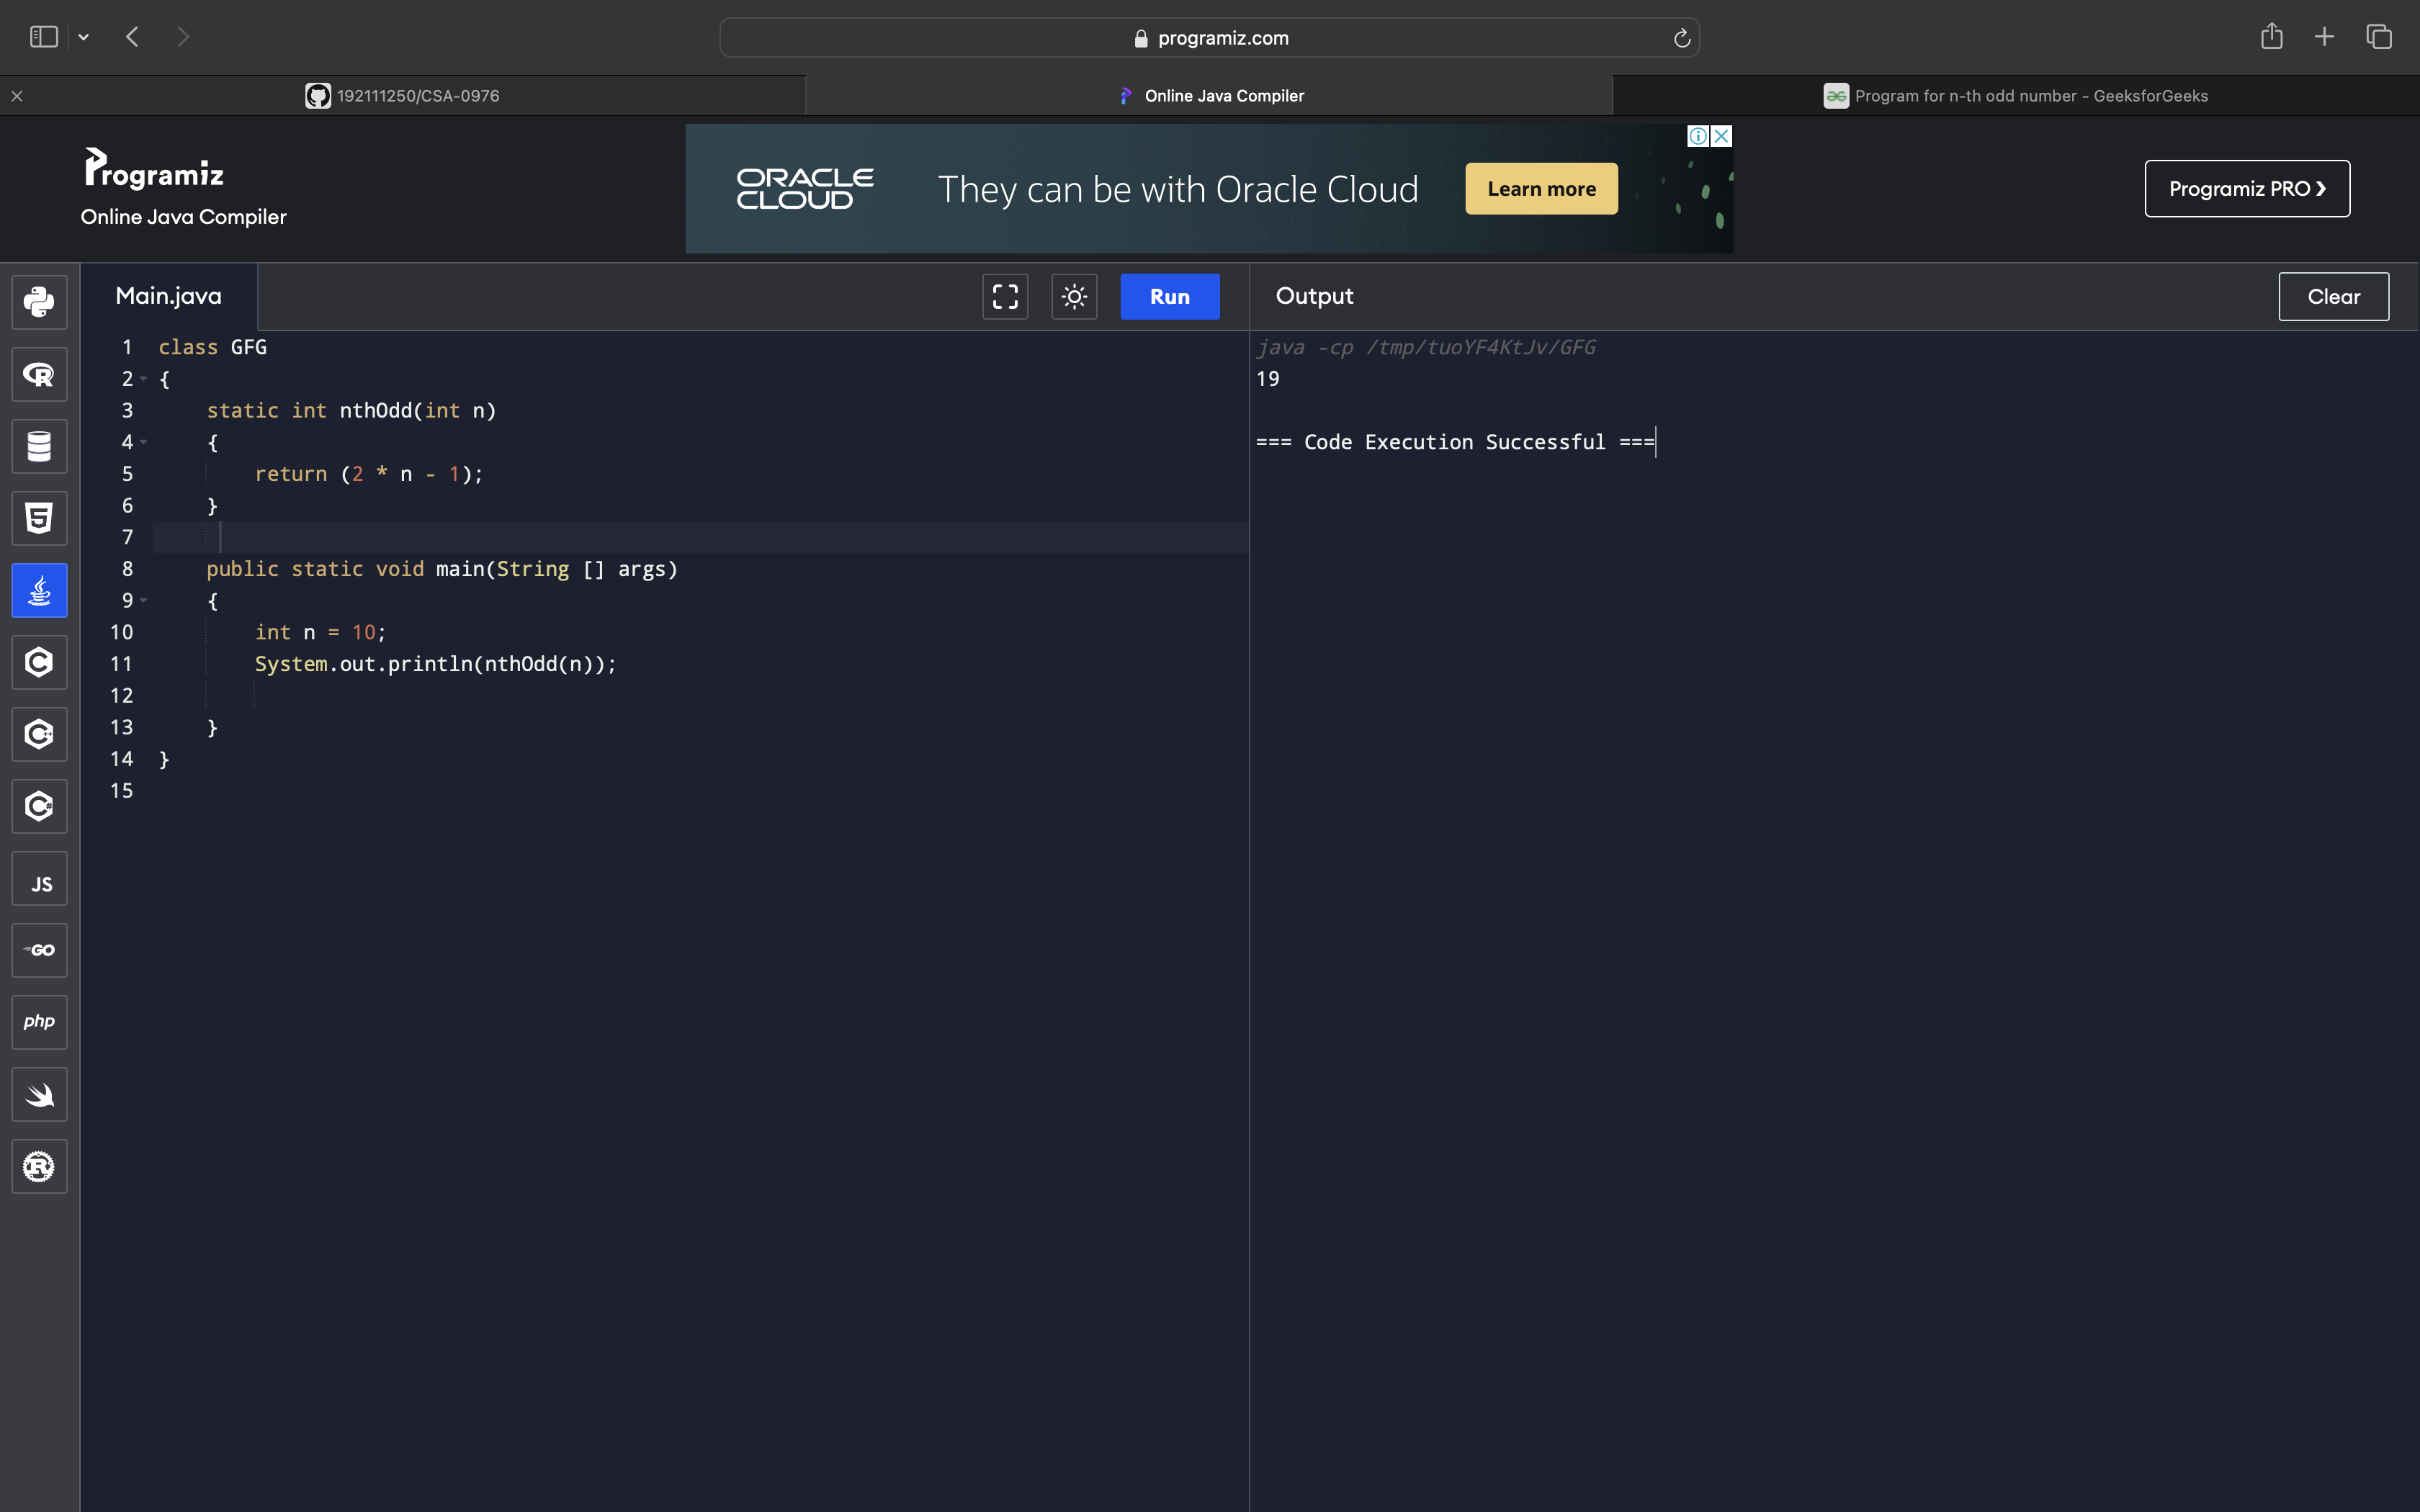 programiz.com
192111250/CSA-0976
Online Java Compiler
Program for n-th odd number - GeeksforGeeks
Programiz
Online Java Compiler
ORACLE
CLOUD
They can be with Oracle Cloud
Learn more
Programiz PRO ❯
Main.java
Run
Output
Clear
1 class GFG
2 {
3     static int nthOdd(int n)
4     {
5         return (2 * n - 1);
6     }
7
8     public static void main(String [] args)
9     {
10         int n = 10;
11         System.out.println(nthOdd(n));
12
13     }
14 }
15
java -cp /tmp/tuoYF4KtJv/GFG
19
=== Code Execution Successful ===
R
5
C
C++
C#
JS
GO
php
R